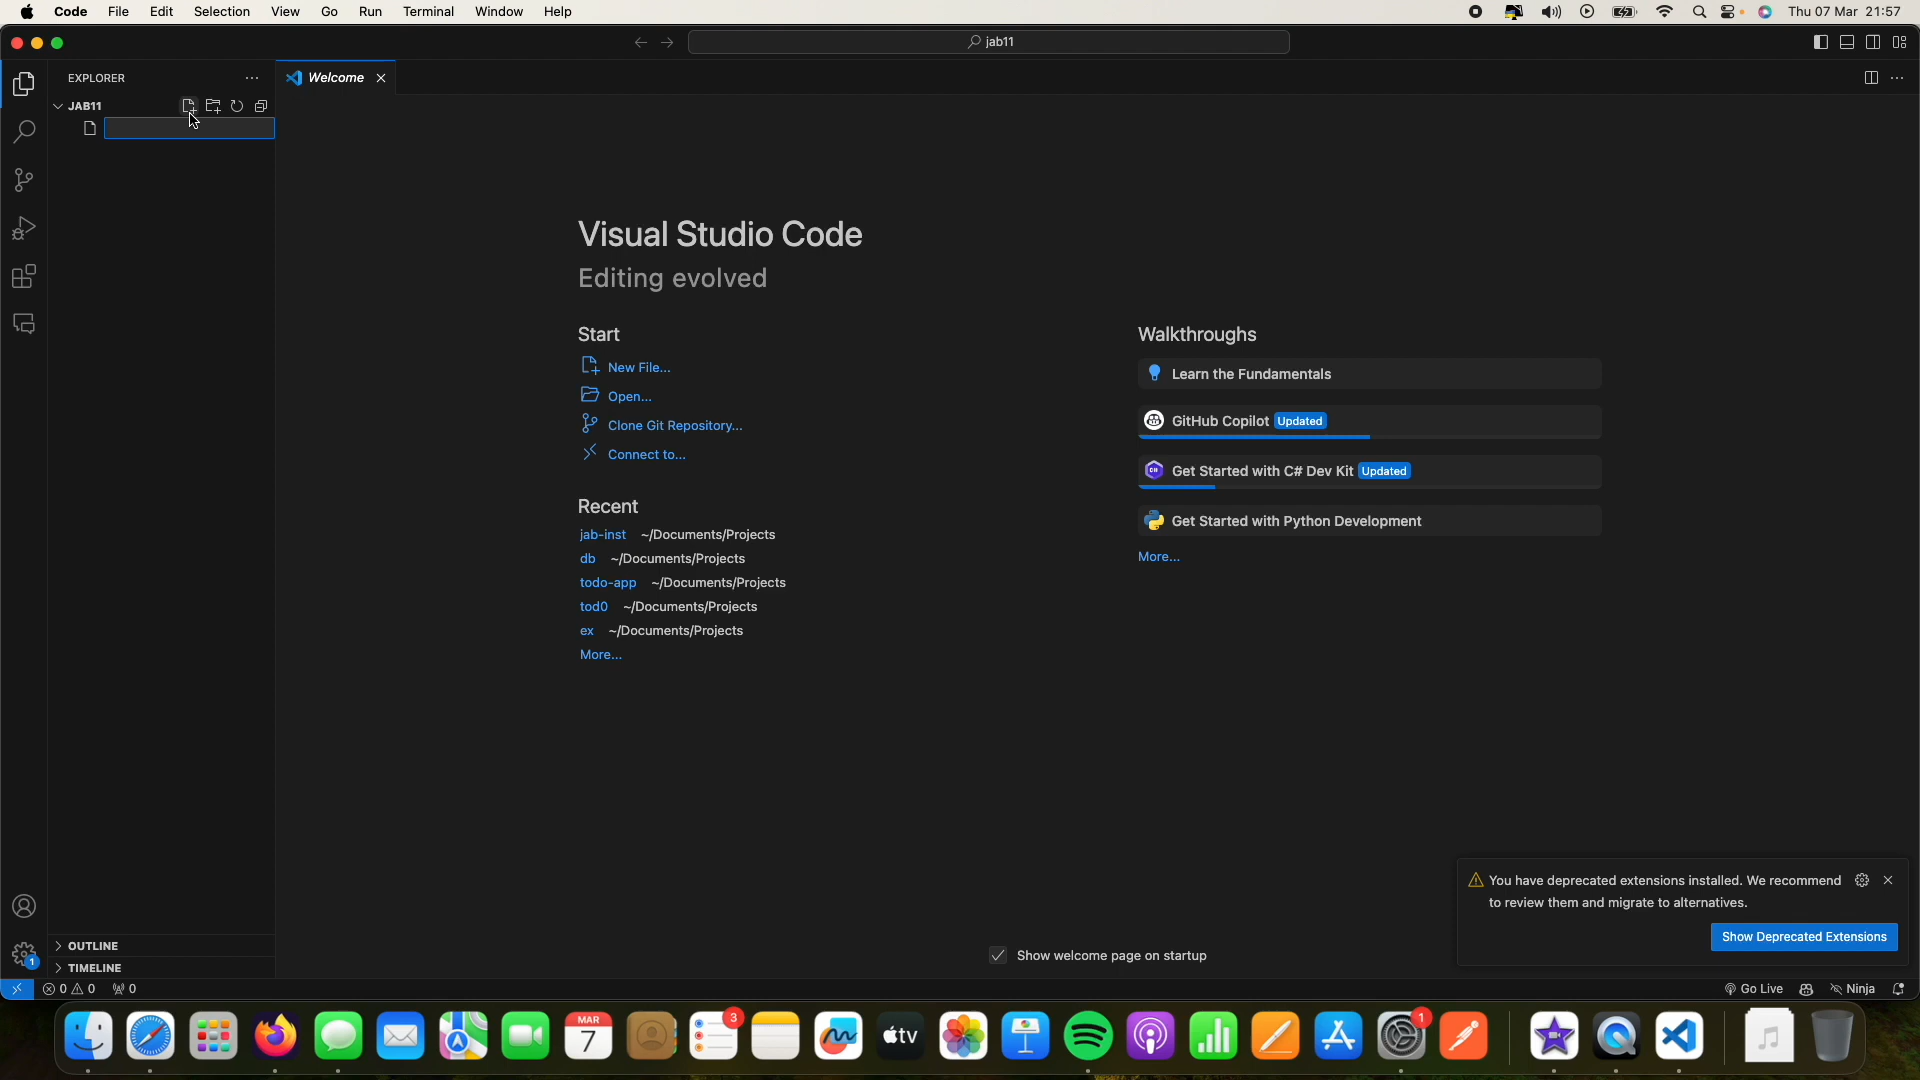 Code File Edit Selection View Go Run Terminal Window Help Thu 07 Mar 21:57
jab11
EXPLORER
Welcome
JAB11
Visual Studio Code
Editing evolved
Start
New File...
Open...
Clone Git Repository...
Connect to...
Recent
jab-inst ~/Documents/Projects
db ~/Documents/Projects
todo-app ~/Documents/Projects
tod0 ~/Documents/Projects
ex ~/Documents/Projects
More...
Walkthroughs
Learn the Fundamentals
GitHub Copilot Updated
Get Started with C# Dev Kit Updated
Get Started with Python Development
More...
You have deprecated extensions installed. We recommend
to review them and migrate to alternatives.
Show Deprecated Extensions
Show welcome page on startup
OUTLINE
TIMELINE
1
0 0 0
Go Live Ninja
MAR
7
3
tv
1